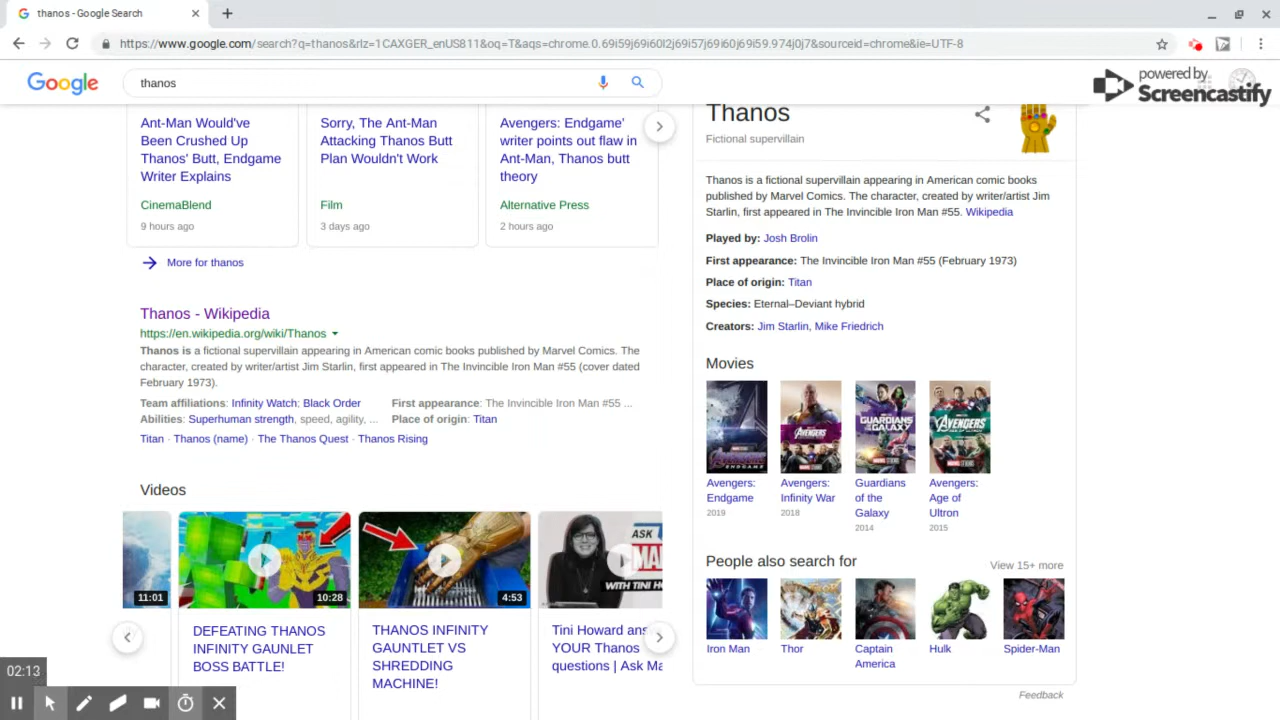 thanos - Google Search
https://www.google.com/search?q=thanos&rlz=1CAXGER_enUS811&oq=T&aqs=chrome.0.69i59j69i60l2j69i57j69i60j69i59.974j0j7&sourceid=chrome&ie=UTF-8
Google
thanos
powered by
Screencastify
Ant-Man Would've
Been Crushed Up
Thanos' Butt, Endgame
Writer Explains
CinemaBlend
9 hours ago
Sorry, The Ant-Man
Attacking Thanos Butt
Plan Wouldn't Work
Film
3 days ago
Avengers: Endgame'
writer points out flaw in
Ant-Man, Thanos butt
theory
Alternative Press
2 hours ago
More for thanos
Thanos - Wikipedia
https://en.wikipedia.org/wiki/Thanos
Thanos is a fictional supervillain appearing in American comic books published by Marvel Comics. The
character, created by writer/artist Jim Starlin, first appeared in The Invincible Iron Man #55 (cover dated
February 1973).
Team affiliations: Infinity Watch; Black Order
First appearance: The Invincible Iron Man #55 ...
Abilities: Superhuman strength, speed, agility, ...
Place of origin: Titan
Titan · Thanos (name) · The Thanos Quest · Thanos Rising
Videos
11:01
10:28
DEFEATING THANOS
INFINITY GAUNLET
BOSS BATTLE!
4:53
THANOS INFINITY
GAUNTLET VS
SHREDDING
MACHINE!
ASK
WITH TINI
Tini Howard ans
YOUR Thanos
questions | Ask Ma
Thanos
Fictional supervillain
Thanos is a fictional supervillain appearing in American comic books
published by Marvel Comics. The character, created by writer/artist Jim
Starlin, first appeared in The Invincible Iron Man #55. Wikipedia
Played by: Josh Brolin
First appearance: The Invincible Iron Man #55 (February 1973)
Place of origin: Titan
Species: Eternal–Deviant hybrid
Creators: Jim Starlin, Mike Friedrich
Movies
AVENGERS
ENDGAME
AVENGERS
GUARDIANS
GALAXY
AVENGERS
Avengers:
Endgame
2019
Avengers:
Infinity War
2018
Guardians
of the
Galaxy
2014
Avengers:
Age of
Ultron
2015
People also search for
View 15+ more
Iron Man
Thor
Captain
America
Hulk
Spider-Man
Feedback
02:13